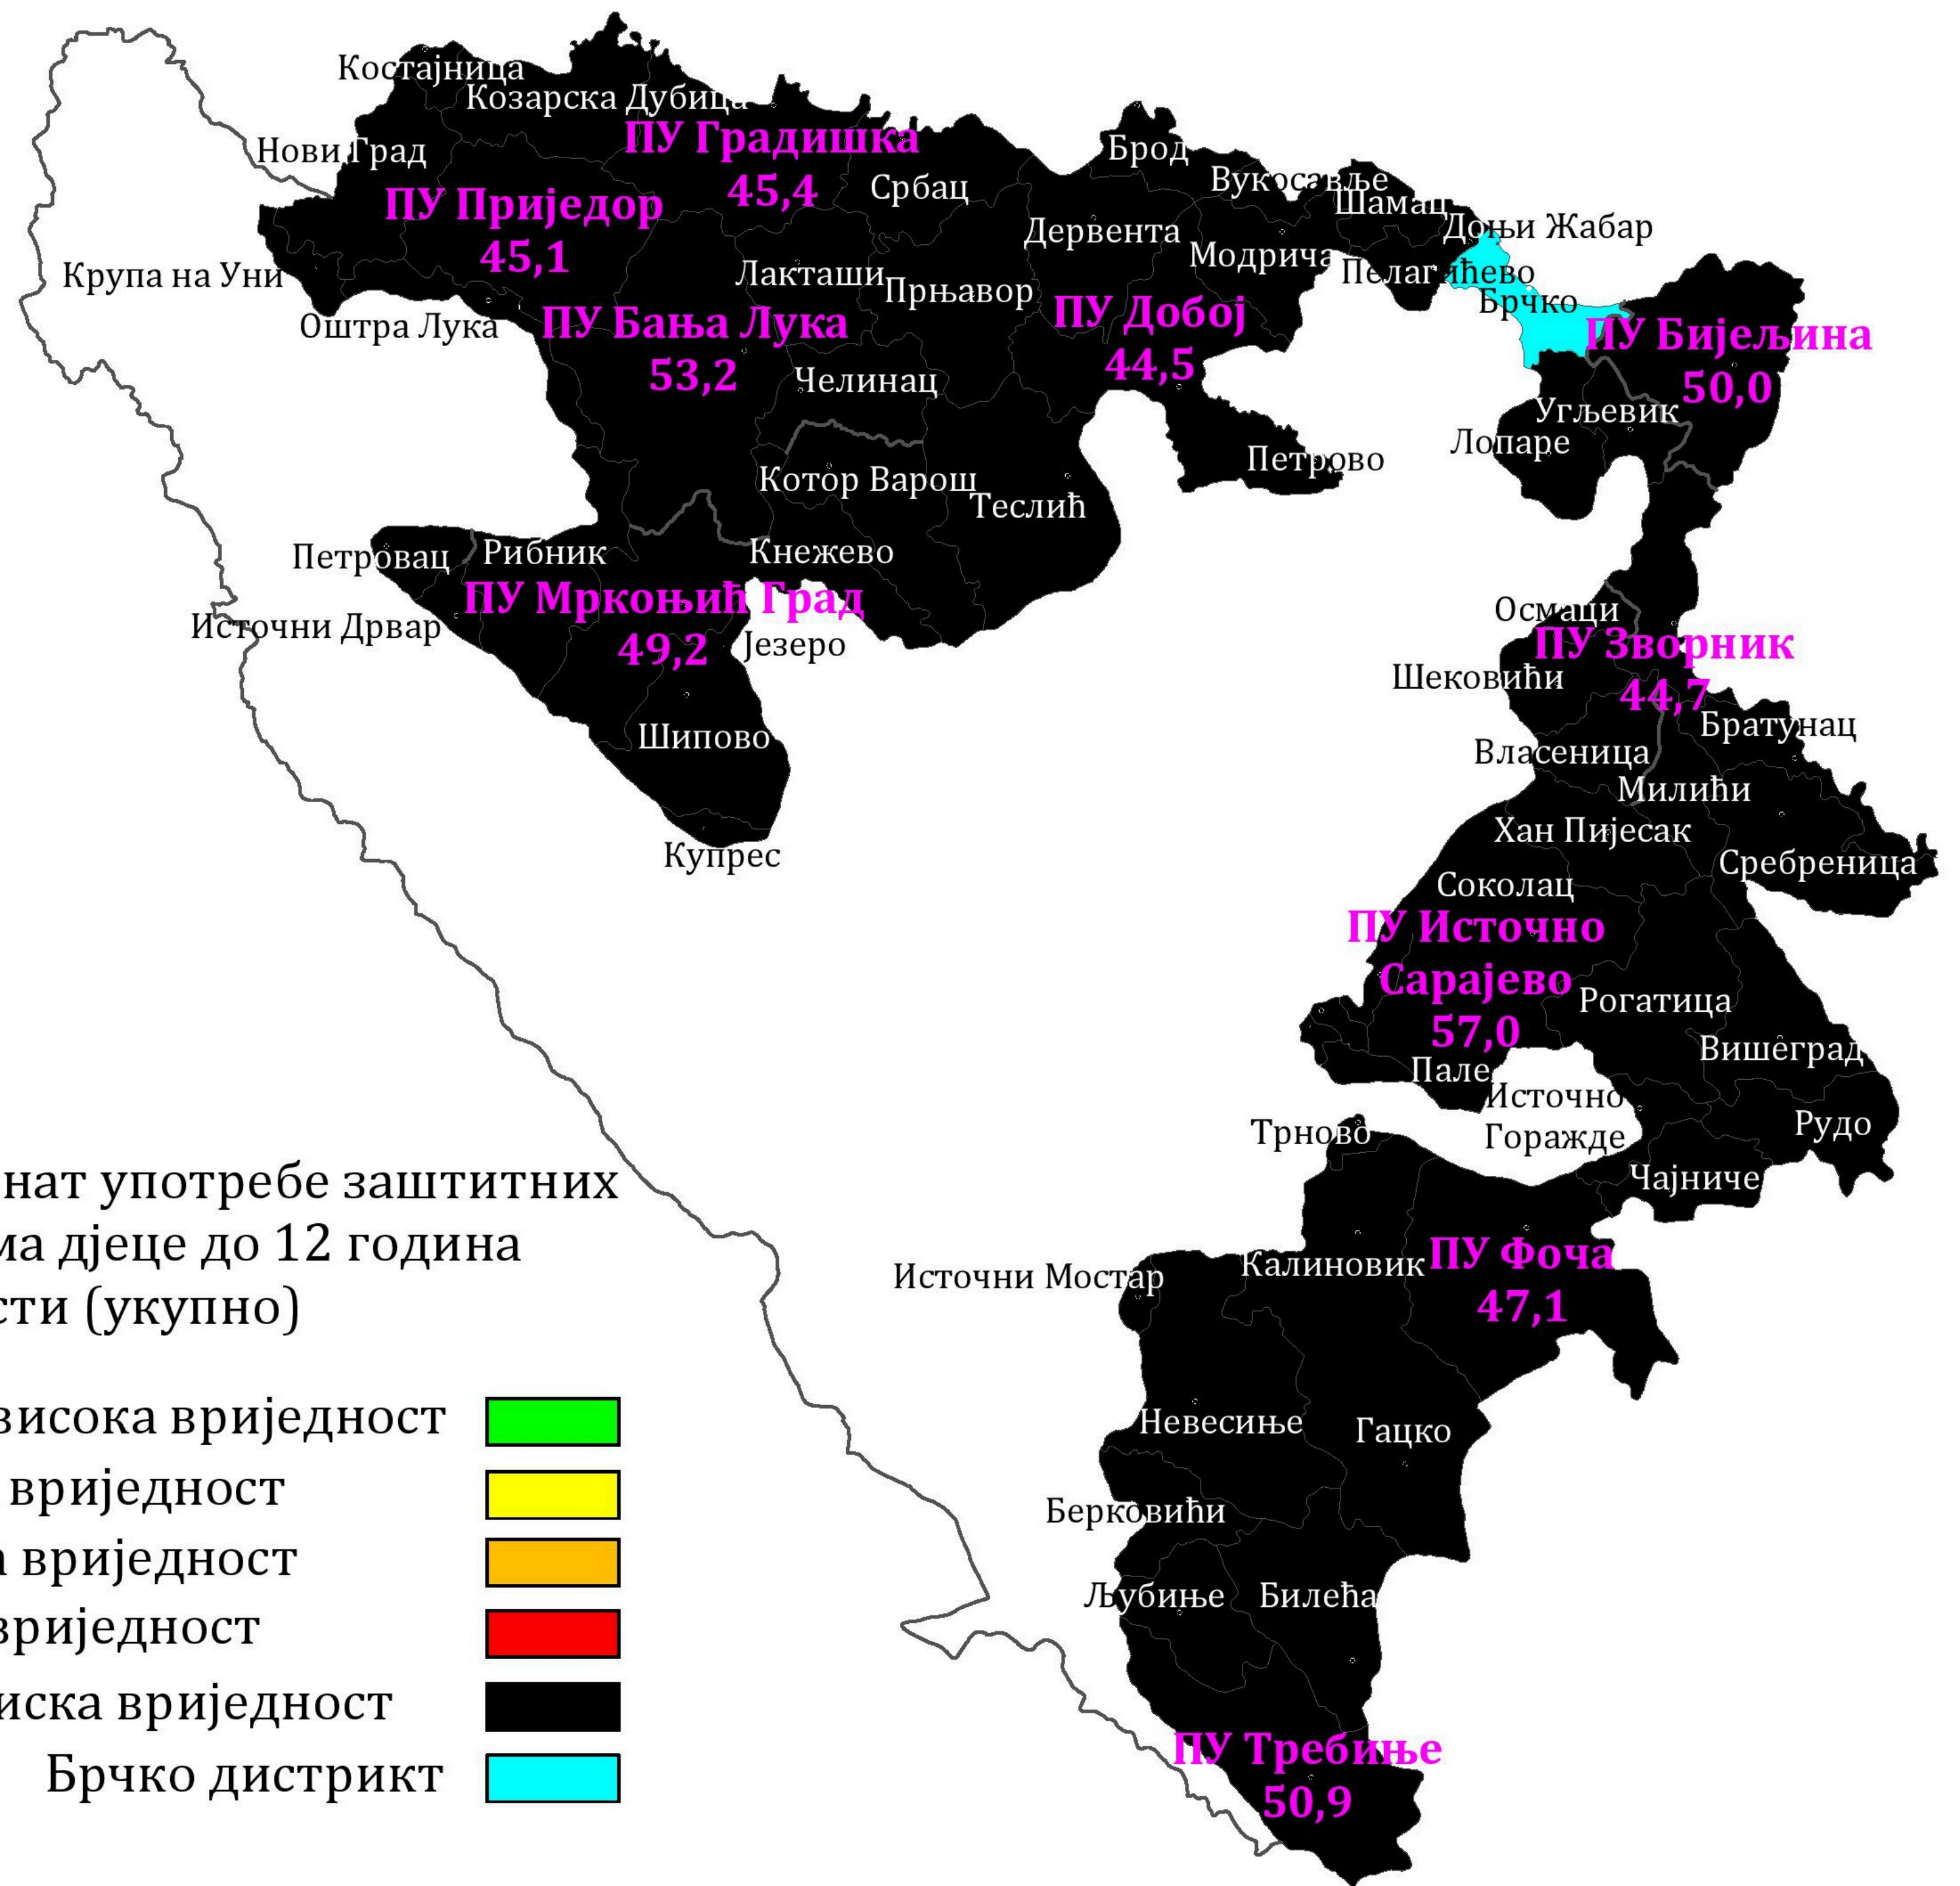 Костајница
Козарска Дубица
ПУ Градишка
45,4
Нови Град
ПУ Приједор
45,1
Србац
Брод
Вукосавље
Шамац
Доњи Жабар
Дервента
Модрича
Пелагићево
Брчко
Крупа на Уни
Лакташи
Прњавор
Оштра Лука
ПУ Бања Лука
53,2
ПУ Добој
44,5
ПУ Бијељина
50,0
Челинац
Угљевик
Лопаре
Петрово
Котор Варош
Теслић
Петровац
Рибник
Кнежево
ПУ Мркоњић Град
49,2
Источни Дрвар
Језеро
Осмаци
ПУ Зворник
44,7
Шековићи
Братунац
Шипово
Власеница
Милићи
Хан Пијесак
Купрес
Сребреница
Соколац
ПУ Источно
Сарајево
57,0
Рогатица
Вишеград
Пале
Источно
Горажде
Трново
Рудо
Чајниче
Источни Мостар
Калиновик
ПУ Фоча
47,1
Невесиње
Гацко
Берковићи
Љубиње
Билећа
ПУ Требиње
50,9
нат употребе заштитних
ма дјеце до 12 година
сти (укупно)
висока вриједност
вриједност
а вриједност
вриједност
иска вриједност
Брчко дистрикт